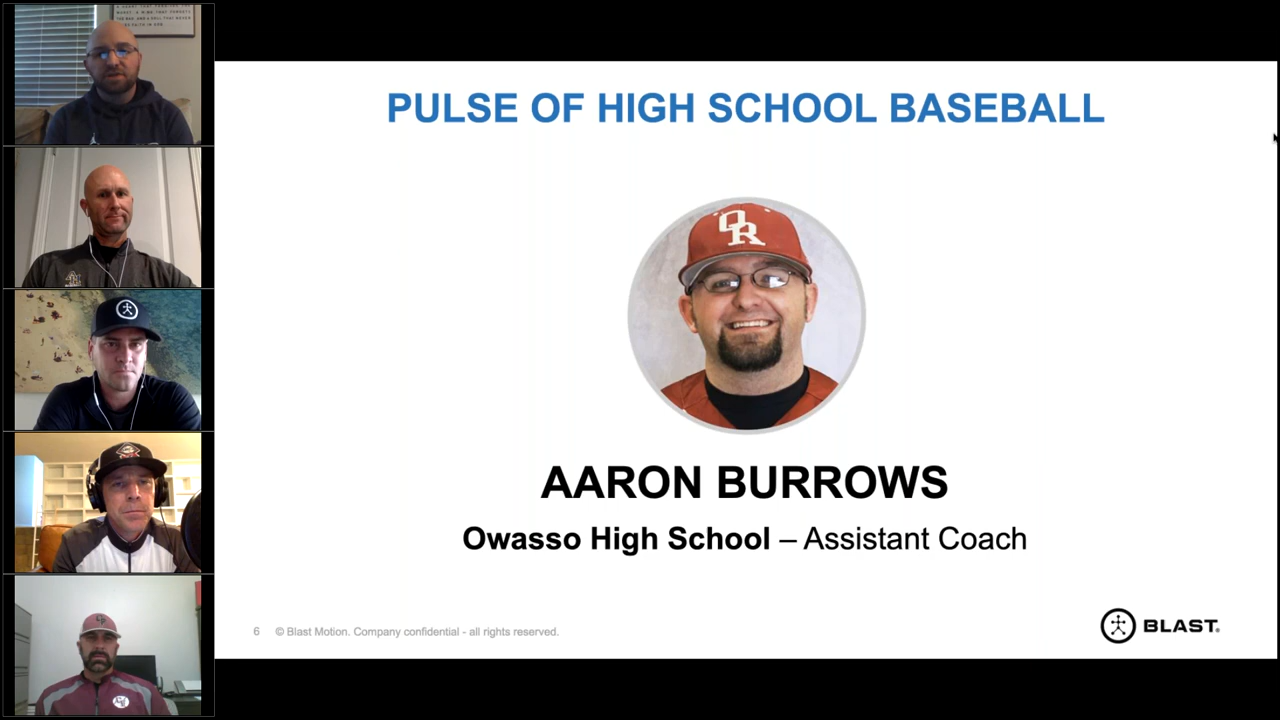 PULSE OF HIGH SCHOOL BASEBALL
OR
AARON BURROWS
Owasso High School – Assistant Coach
6 © Blast Motion. Company confidential - all rights reserved.
BLAST.